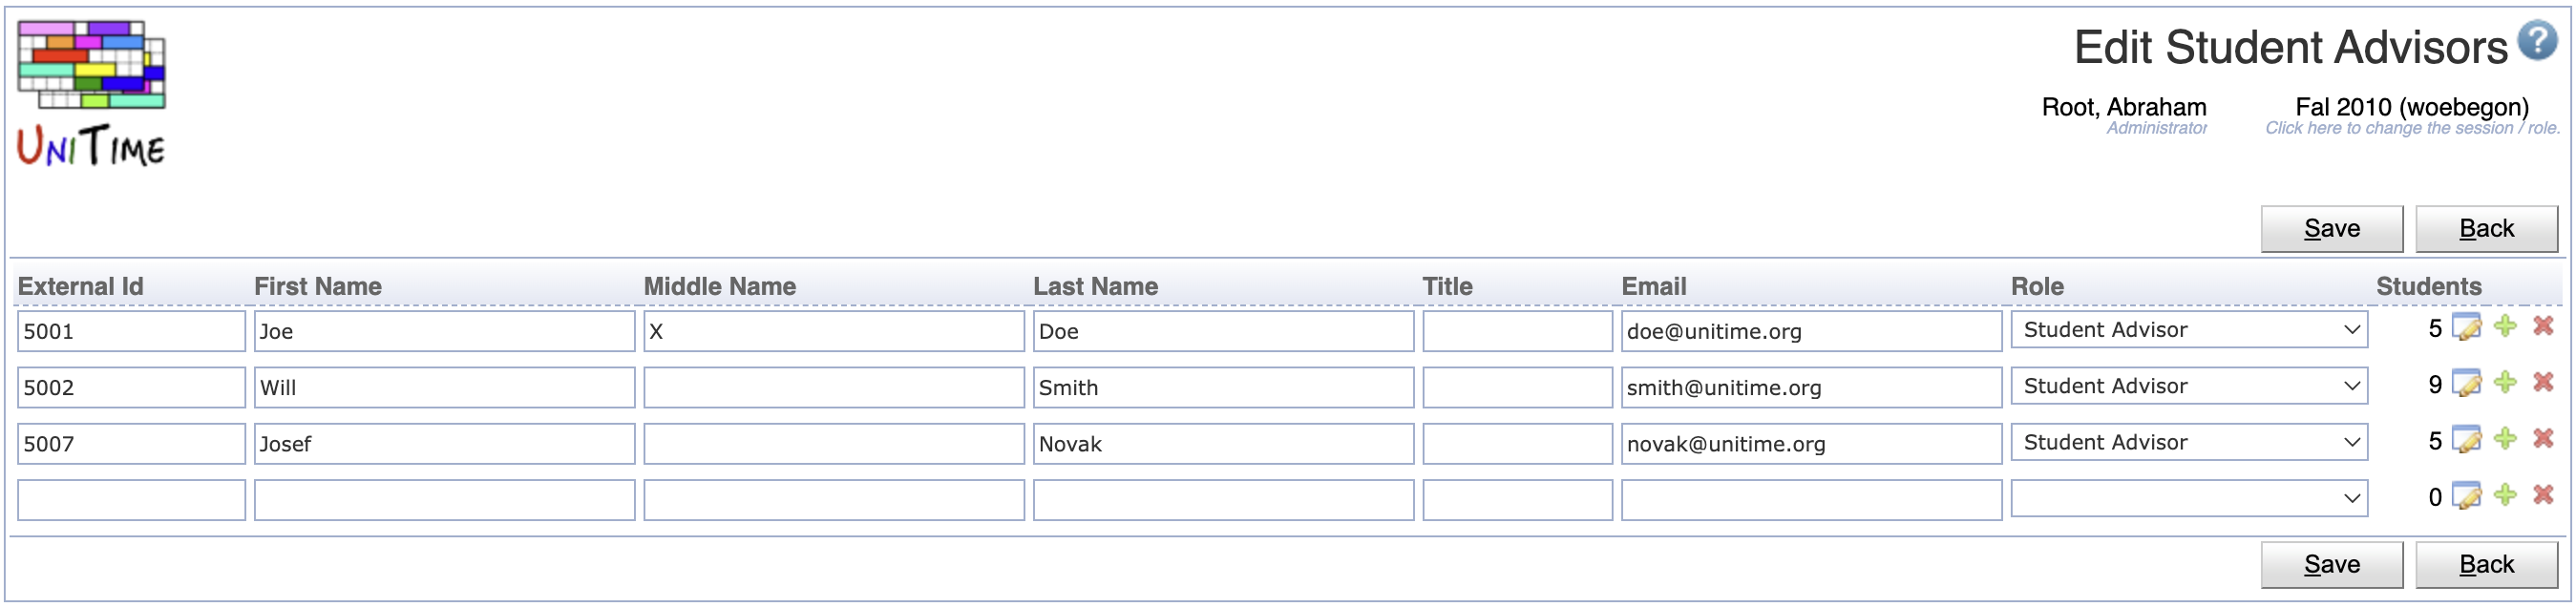 UNITIME
Edit Student Advisors
Root, Abraham
Administrator
Fal 2010 (woebegon)
Click here to change the session / role.
Save Back
External Id First Name Middle Name Last Name Title Email Role Students
5001 Joe X Doe doe@unitime.org Student Advisor 5
5002 Will Smith smith@unitime.org Student Advisor 9
5007 Josef Novak novak@unitime.org Student Advisor 5
0
Save Back